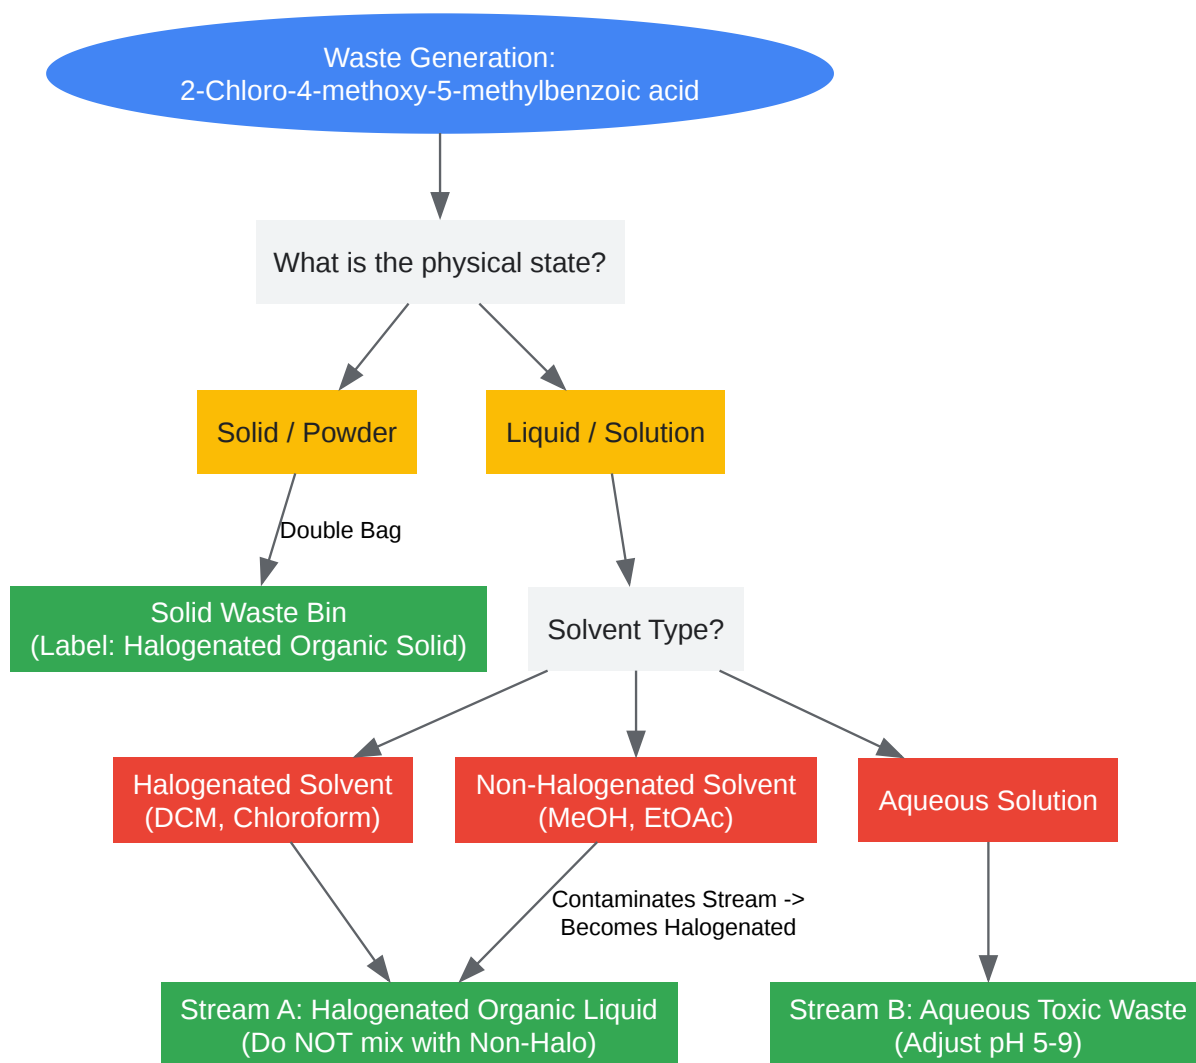 Waste Generation:
2-Chloro-4-methoxy-5-methylbenzoic acid
What is the physical state?
Solid / Powder
Liquid / Solution
Double Bag
Solid Waste Bin
(Label: Halogenated Organic Solid)
Solvent Type?
Halogenated Solvent
(DCM, Chloroform)
Non-Halogenated Solvent
(MeOH, EtOAc)
Aqueous Solution
Contaminates Stream ->
Becomes Halogenated
Stream A: Halogenated Organic Liquid
(Do NOT mix with Non-Halo)
Stream B: Aqueous Toxic Waste
(Adjust pH 5-9)